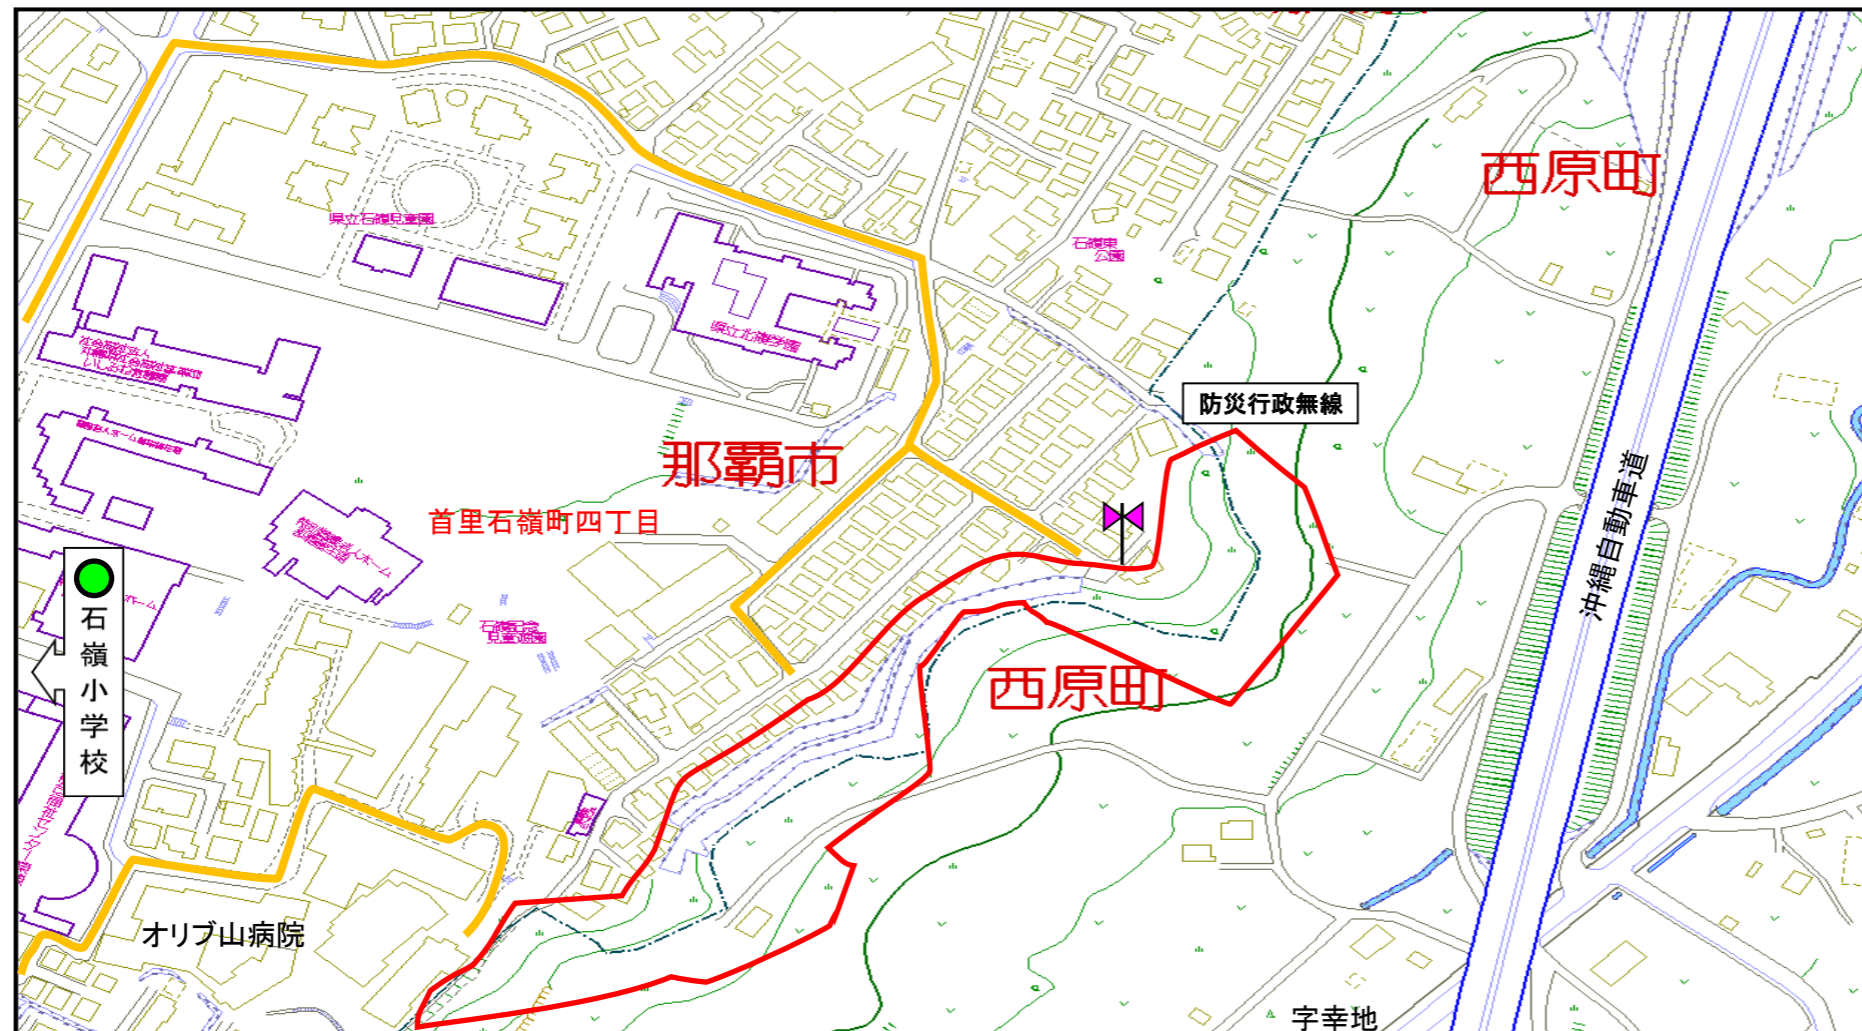 西原町
県立石嶺児童園
石嶺東
公園
県立北嶺学園
防災行政無線
那覇市
首里石嶺町四丁目
沖縄自動車道
石嶺小学校
石嶺記念
児童遊園
西原町
オリブ山病院
字幸地